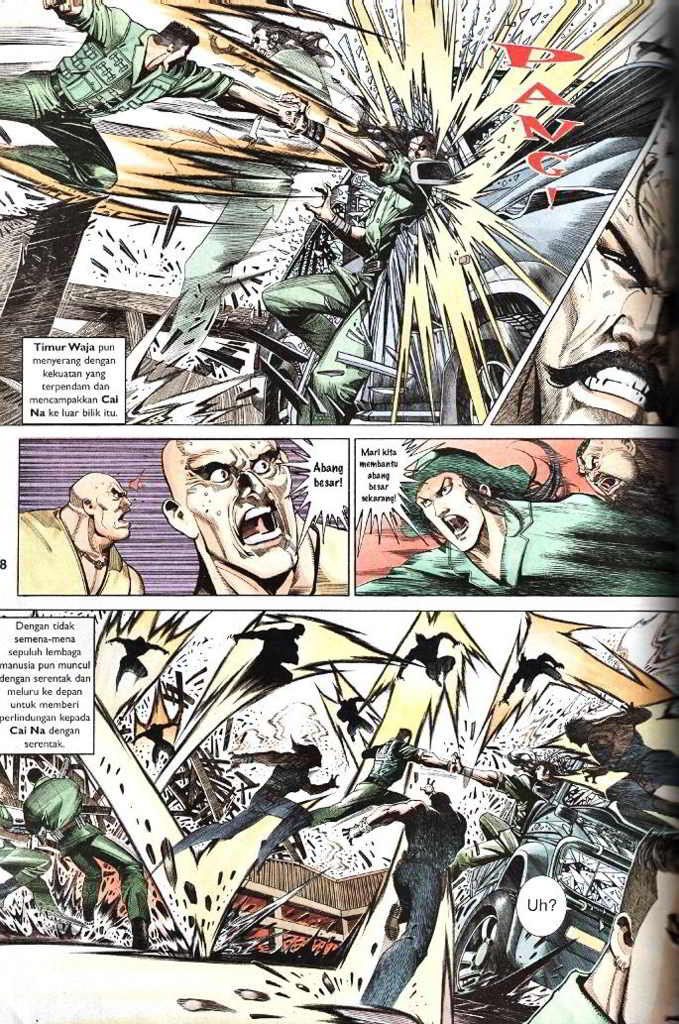 PANG!
Timur Waja pun
menyerang dengan
kekuatan yang
terpendam dan
mencampakkan Cai
Na ke luar bilik itu.
Abang
besar!
Mari kita
membantu
abang
besar
sekarang!
8
Dengan tidak
semena-mena
sepuluh lembaga
manusia pun muncul
dengan serentak dan
meluru ke depan
untuk memberi
perlindungan kepada
Cai Na dengan
serentak.
Uh?